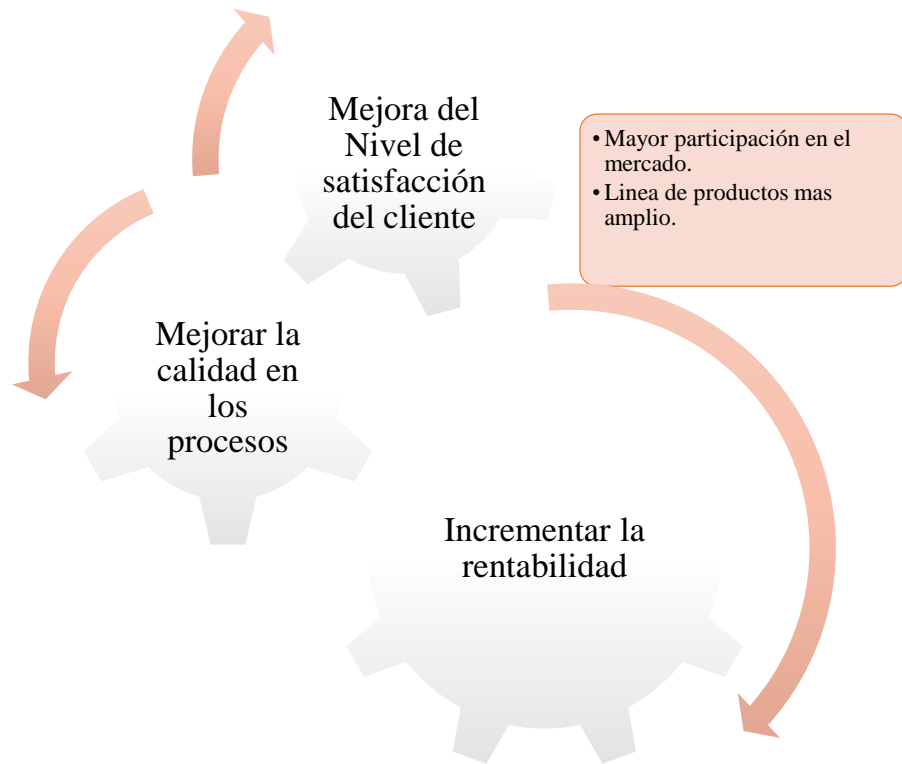 Mejora del
Nivel de
satisfacción
del cliente
• Mayor participación en el
mercado.
• Linea de productos mas
amplio.
Mejorar la
calidad en
los
procesos
Incrementar la
rentabilidad